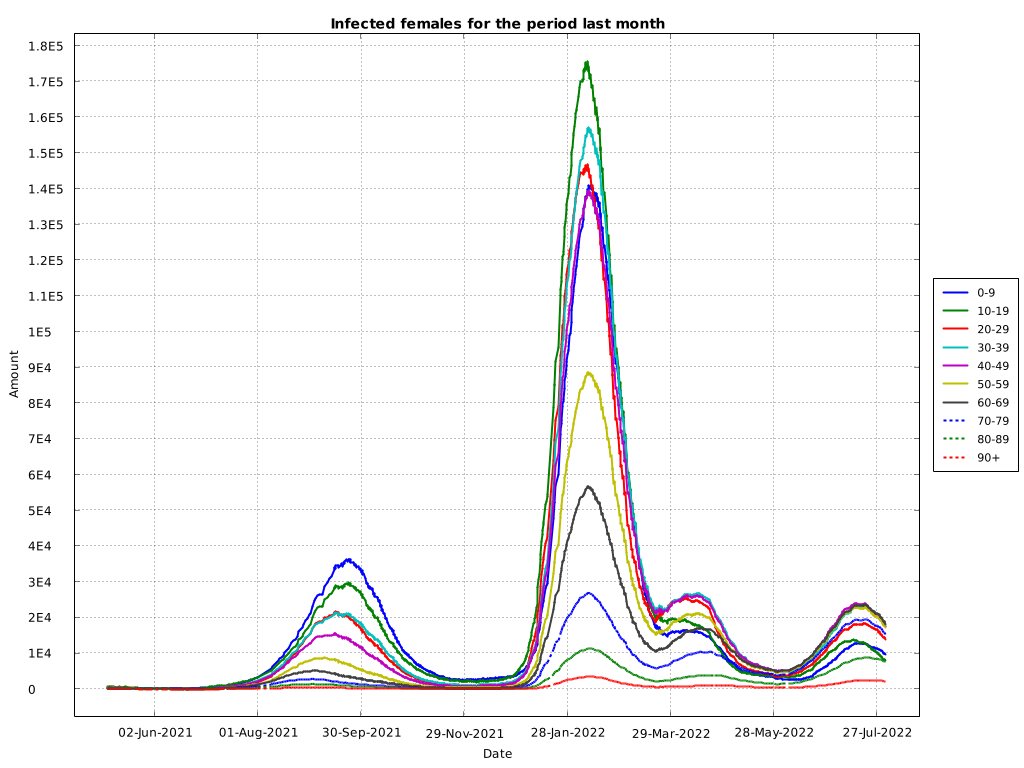 Infected females for the period last month
1.8E5
1.7E5
1.6E5
1.5E5
1.4E5
1.3E5
1.2E5
1.1E5
1E5
9E4
8E4
7E4
6E4
5E4
4E4
3E4
2E4
1E4
0
Amount
02-Jun-2021 01-Aug-2021 30-Sep-2021 29-Nov-2021 28-Jan-2022 29-Mar-2022 28-May-2022 27-Jul-2022
Date
0-9
10-19
20-29
30-39
40-49
50-59
60-69
70-79
80-89
90+